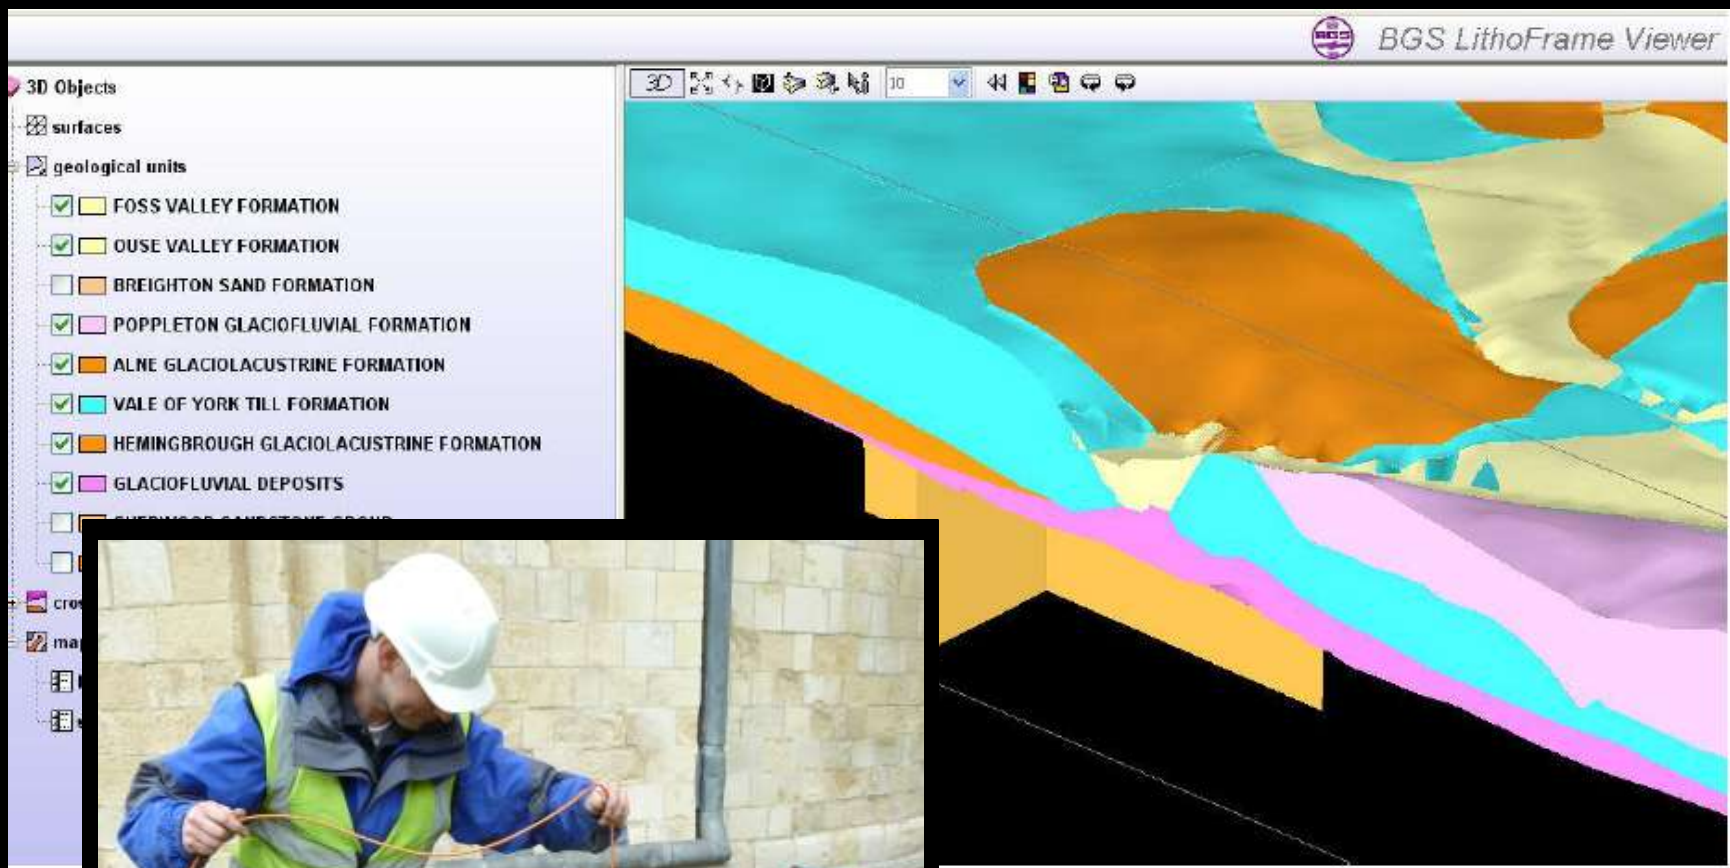 BGS LithoFrame Viewer
3D Objects
surfaces
geological units
FOSS VALLEY FORMATION
OUSE VALLEY FORMATION
BREIGHTON SAND FORMATION
POPPLETON GLACIOFLUVIAL FORMATION
ALNE GLACIOLACUSTRINE FORMATION
VALE OF YORK TILL FORMATION
HEMINGBROUGH GLACIOLACUSTRINE FORMATION
GLACIOFLUVIAL DEPOSITS
3D
10
BGS